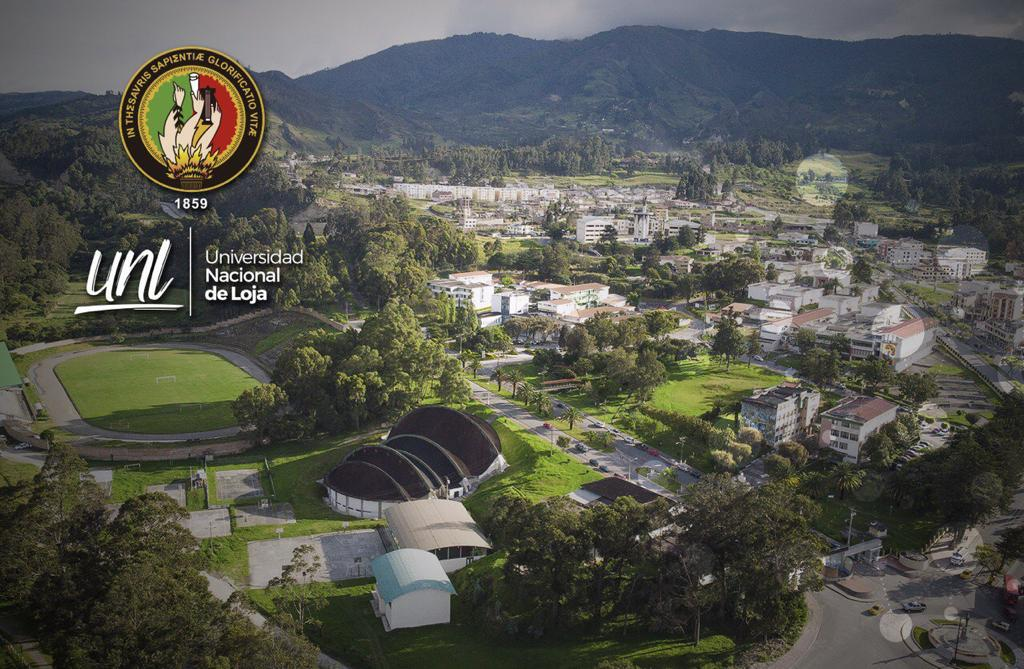 IN THESAVRIS SAPIENTIÆ GLORIFICATIO VITÆ
1859
unl
Universidad
Nacional
de Loja